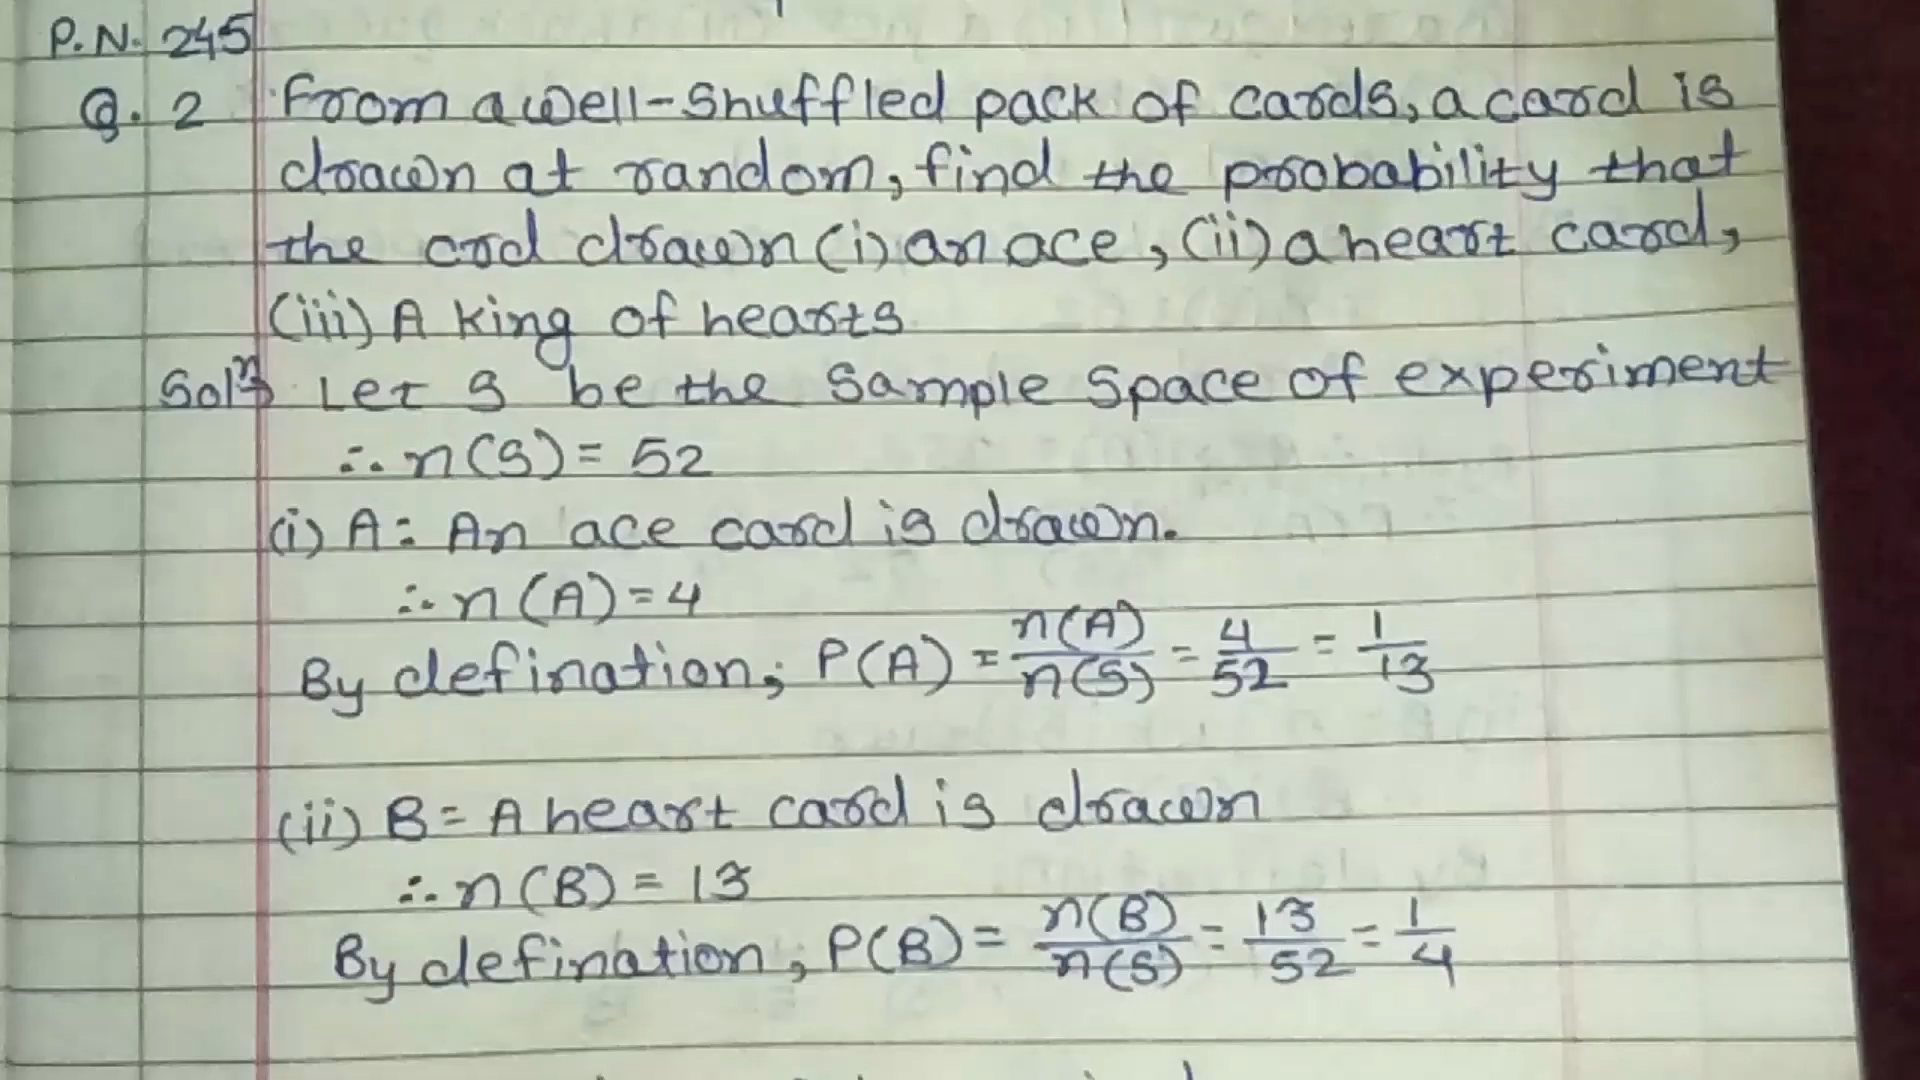 P.N. 245
Q. 2 From a well-shuffled pack of cards, a card is
drawn at random, find the probability that
the crd drawn (i) an ace, (ii) a heart card,
(iii) A king of hearts
Solⁿ Let S be the sample space of experiment
∴ n(S) = 52
(i) A: An ace card is drawn.
∴ n(A) = 4
By defination, P(A) = n(A)/n(S) = 4/52 = 1/13
(ii) B = A heart card is drawn
∴ n(B) = 13
By defination, P(B) = n(B)/n(S) = 13/52 = 1/4